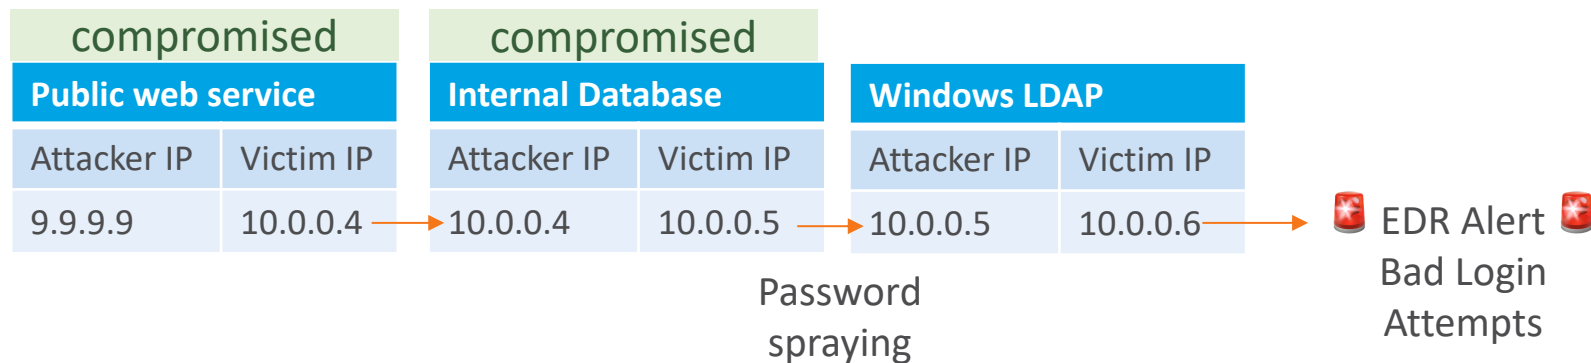 compromised
compromised
Public web service
Internal Database
Windows LDAP
Attacker IP Victim IP
Attacker IP Victim IP
Attacker IP Victim IP
9.9.9.9 10.0.0.4
10.0.0.4 10.0.0.5
10.0.0.5 10.0.0.6
Password
spraying
🚨 EDR Alert 🚨
Bad Login
Attempts